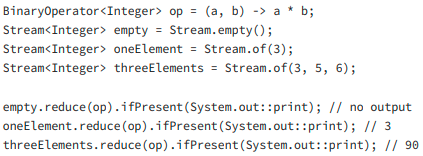 BinaryOperator<Integer> op = (a, b) -> a * b;
Stream<Integer> empty = Stream.empty();
Stream<Integer> oneElement = Stream.of(3);
Stream<Integer> threeElements = Stream.of(3, 5, 6);

empty.reduce(op).ifPresent(System.out::print); // no output
oneElement.reduce(op).ifPresent(System.out::print); // 3
threeElements.reduce(op).ifPresent(System.out::print); // 90